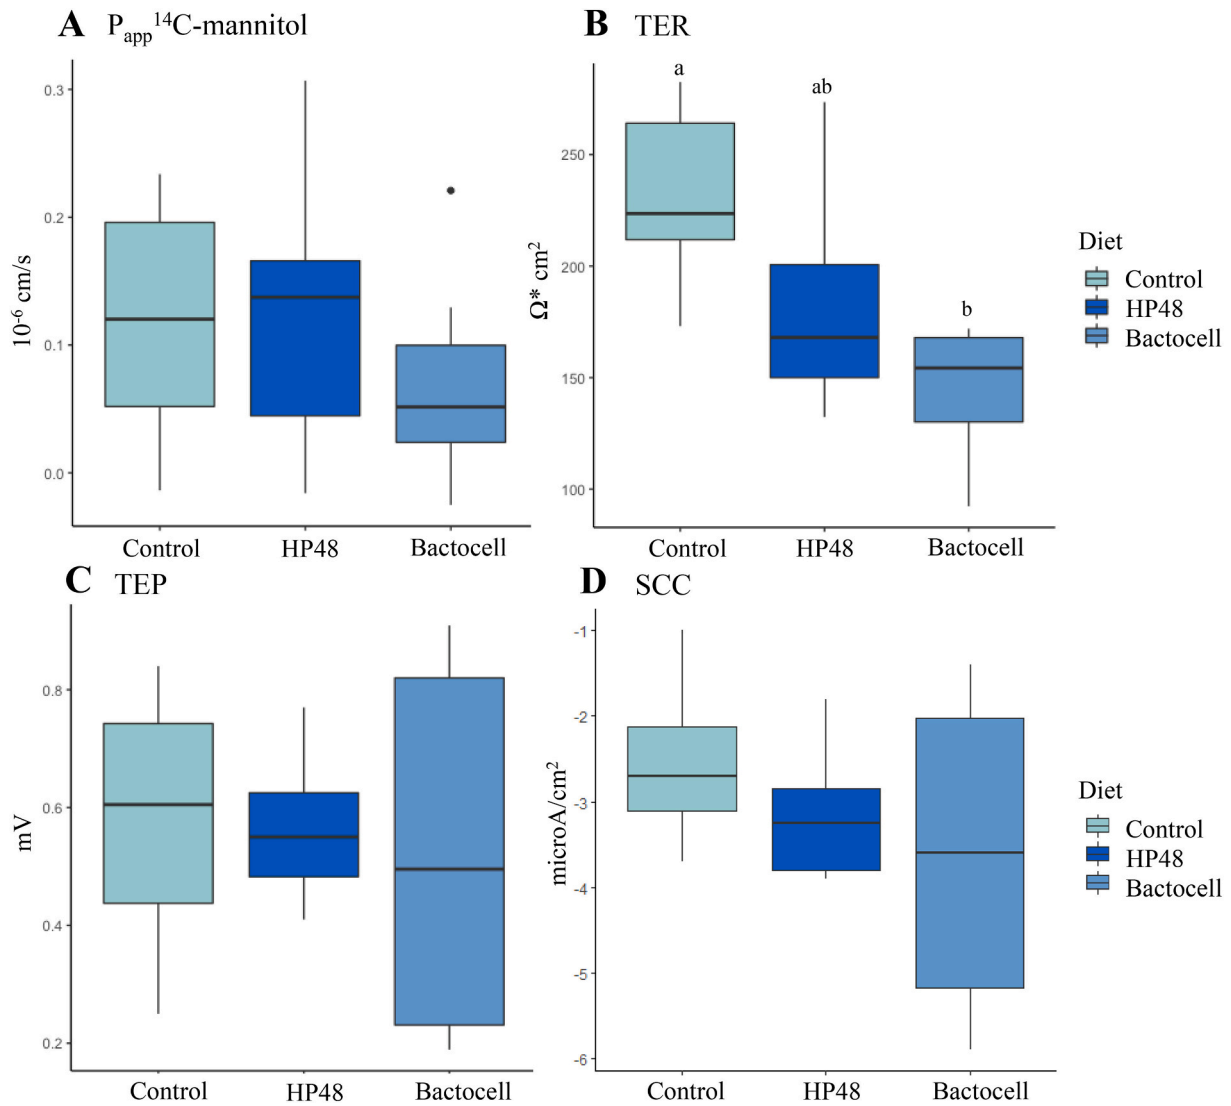 A P_app ¹⁴C-mannitol
10⁻⁶ cm/s
0.3
0.2
0.1
0.0
Control HP48 Bactocell
B TER
Ω* cm²
250
200
150
100
a
ab
b
Control HP48 Bactocell
Diet
Control
HP48
Bactocell
C TEP
mV
0.8
0.6
0.4
0.2
Control HP48 Bactocell
D SCC
microA/cm²
-1
-2
-3
-4
-5
-6
Control HP48 Bactocell
Diet
Control
HP48
Bactocell